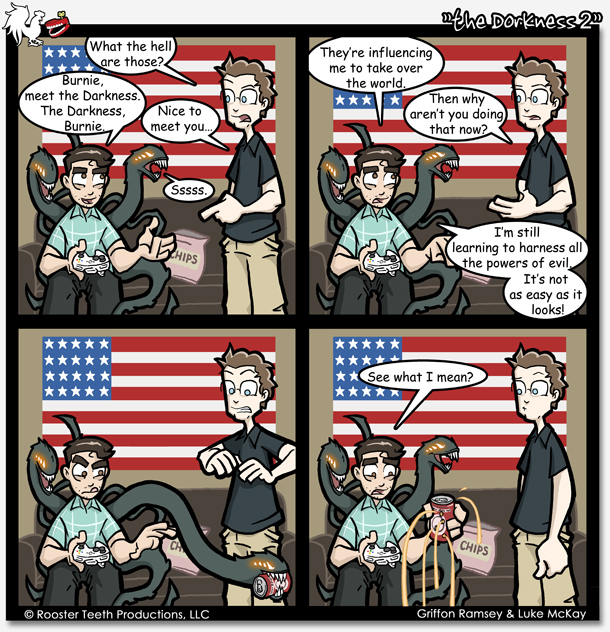 "the Dorkness 2"
What the hell
are those?
Burnie,
meet the Darkness.
The Darkness,
Burnie.
Nice to
meet you...
Sssss.
CHIPS
They're influencing
me to take over
the world.
Then why
aren't you doing
that now?
I'm still
learning to harness all
the powers of evil.
It's not
as easy as it
looks!
CH
See what I mean?
CHIPS
© Rooster Teeth Productions, LLC
Griffon Ramsey & Luke McKay